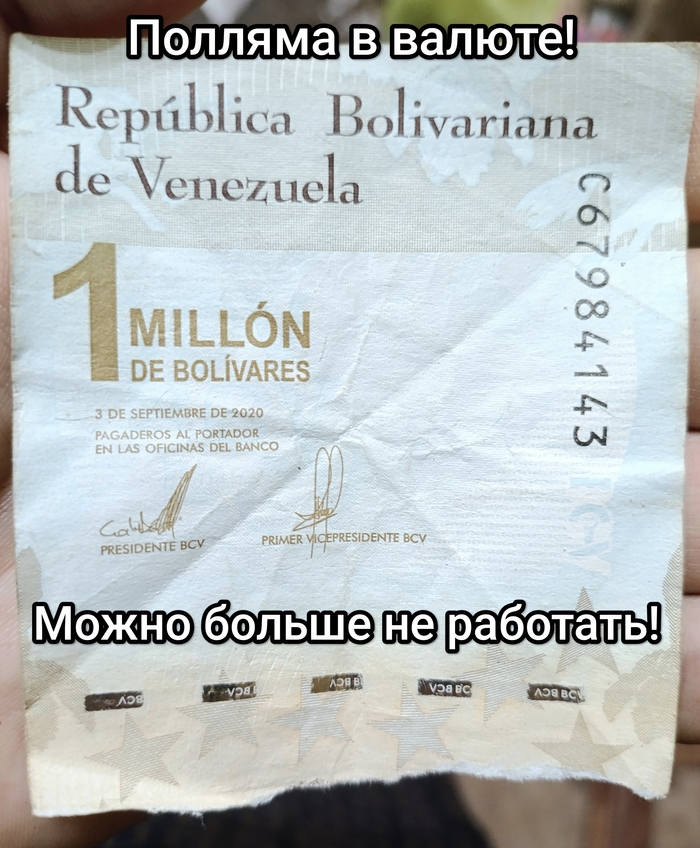 Полляма в валюте!
República Bolivariana
de Venezuela
C67984143
1 MILLÓN
DE BOLÍVARES
3 DE SEPTIEMBRE DE 2020
PAGADEROS AL PORTADOR
EN LAS OFICINAS DEL BANCO
PRESIDENTE BCV
PRIMER VICEPRESIDENTE BCV
Можно больше не работать!